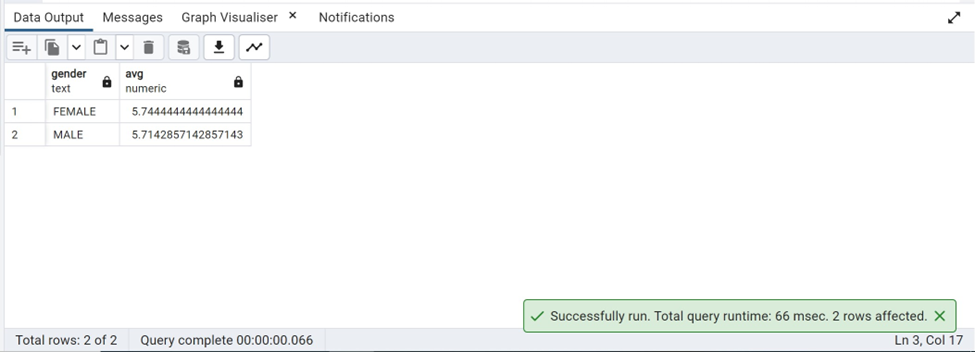 Data Output Messages Graph Visualiser × Notifications
gender avg
text numeric
1 FEMALE 5.7444444444444444
2 MALE 5.7142857142857143
Successfully run. Total query runtime: 66 msec. 2 rows affected.
Total rows: 2 of 2 Query complete 00:00:00.066 Ln 3, Col 17